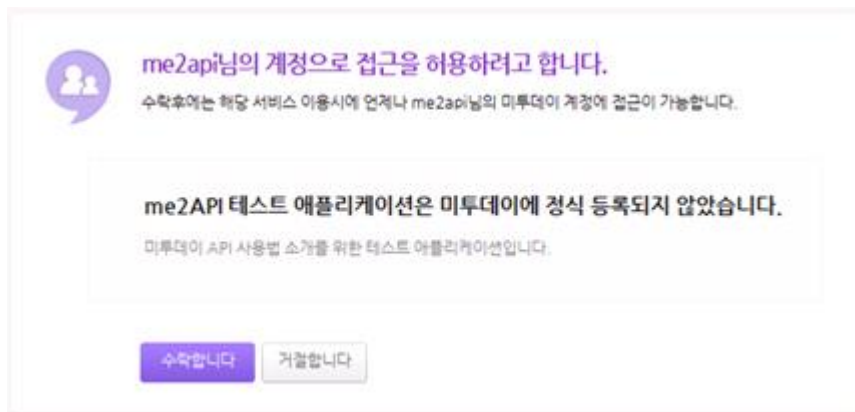 me2api님의 계정으로 접근을 허용하려고 합니다.
수락후에는 해당 서비스 이용시에 언제나 me2api님의 미투데이 계정에 접근이 가능합니다.
me2API 테스트 애플리케이션은 미투데이에 정식 등록되지 않았습니다.
미투데이 API 사용법 소개를 위한 테스트 애플리케이션입니다.
수락합니다 거절합니다